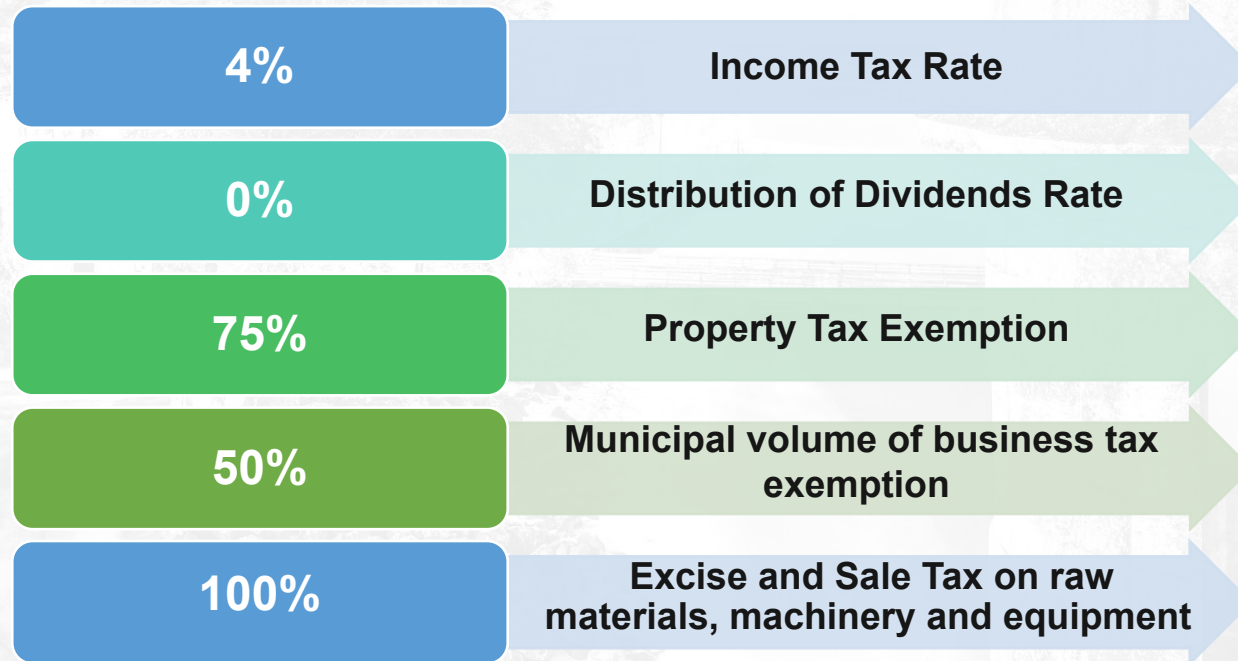 4%
Income Tax Rate
0%
Distribution of Dividends Rate
75%
Property Tax Exemption
50%
Municipal volume of business tax
exemption
100%
Excise and Sale Tax on raw
materials, machinery and equipment